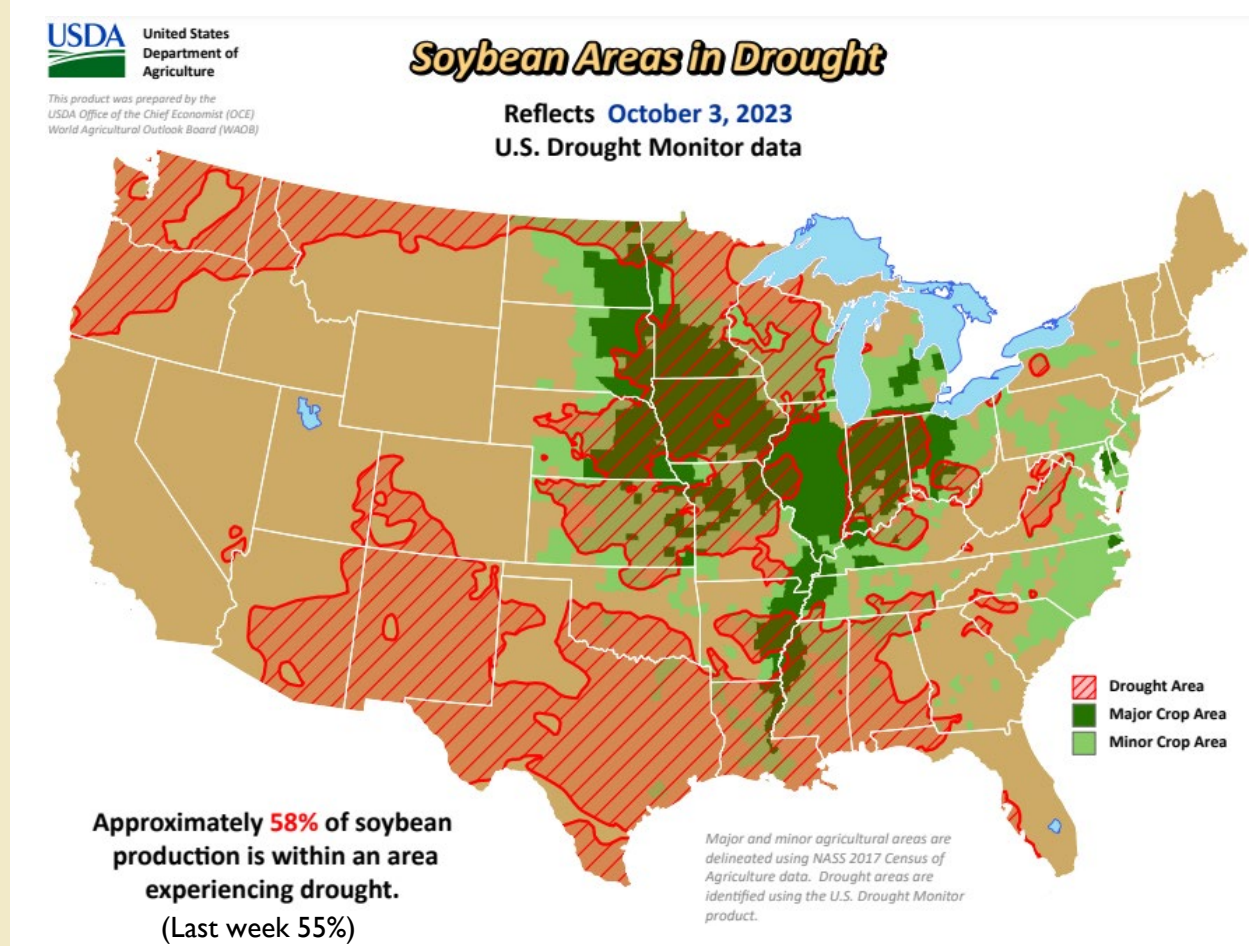 USDA
United States
Department of
Agriculture
This product was prepared by the
USDA Office of the Chief Economist (OCE)
World Agricultural Outlook Board (WAOB)
Soybean Areas in Drought
Reflects October 3, 2023
U.S. Drought Monitor data
Drought Area
Major Crop Area
Minor Crop Area
Approximately 58% of soybean
production is within an area
experiencing drought.
(Last week 55%)
Major and minor agricultural areas are
delineated using NASS 2017 Census of
Agriculture data. Drought areas are
identified using the U.S. Drought Monitor
product.